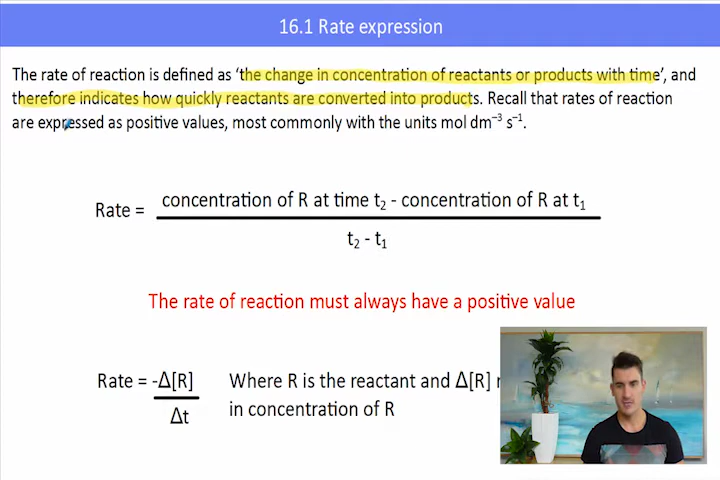 16.1 Rate expression
The rate of reaction is defined as ‘the change in concentration of reactants or products with time’, and
therefore indicates how quickly reactants are converted into products. Recall that rates of reaction
are expressed as positive values, most commonly with the units mol dm⁻³ s⁻¹.
Rate = concentration of R at time t₂ - concentration of R at t₁
t₂ - t₁
The rate of reaction must always have a positive value
Rate = -Δ[R] Where R is the reactant and Δ[R]
Δt in concentration of R